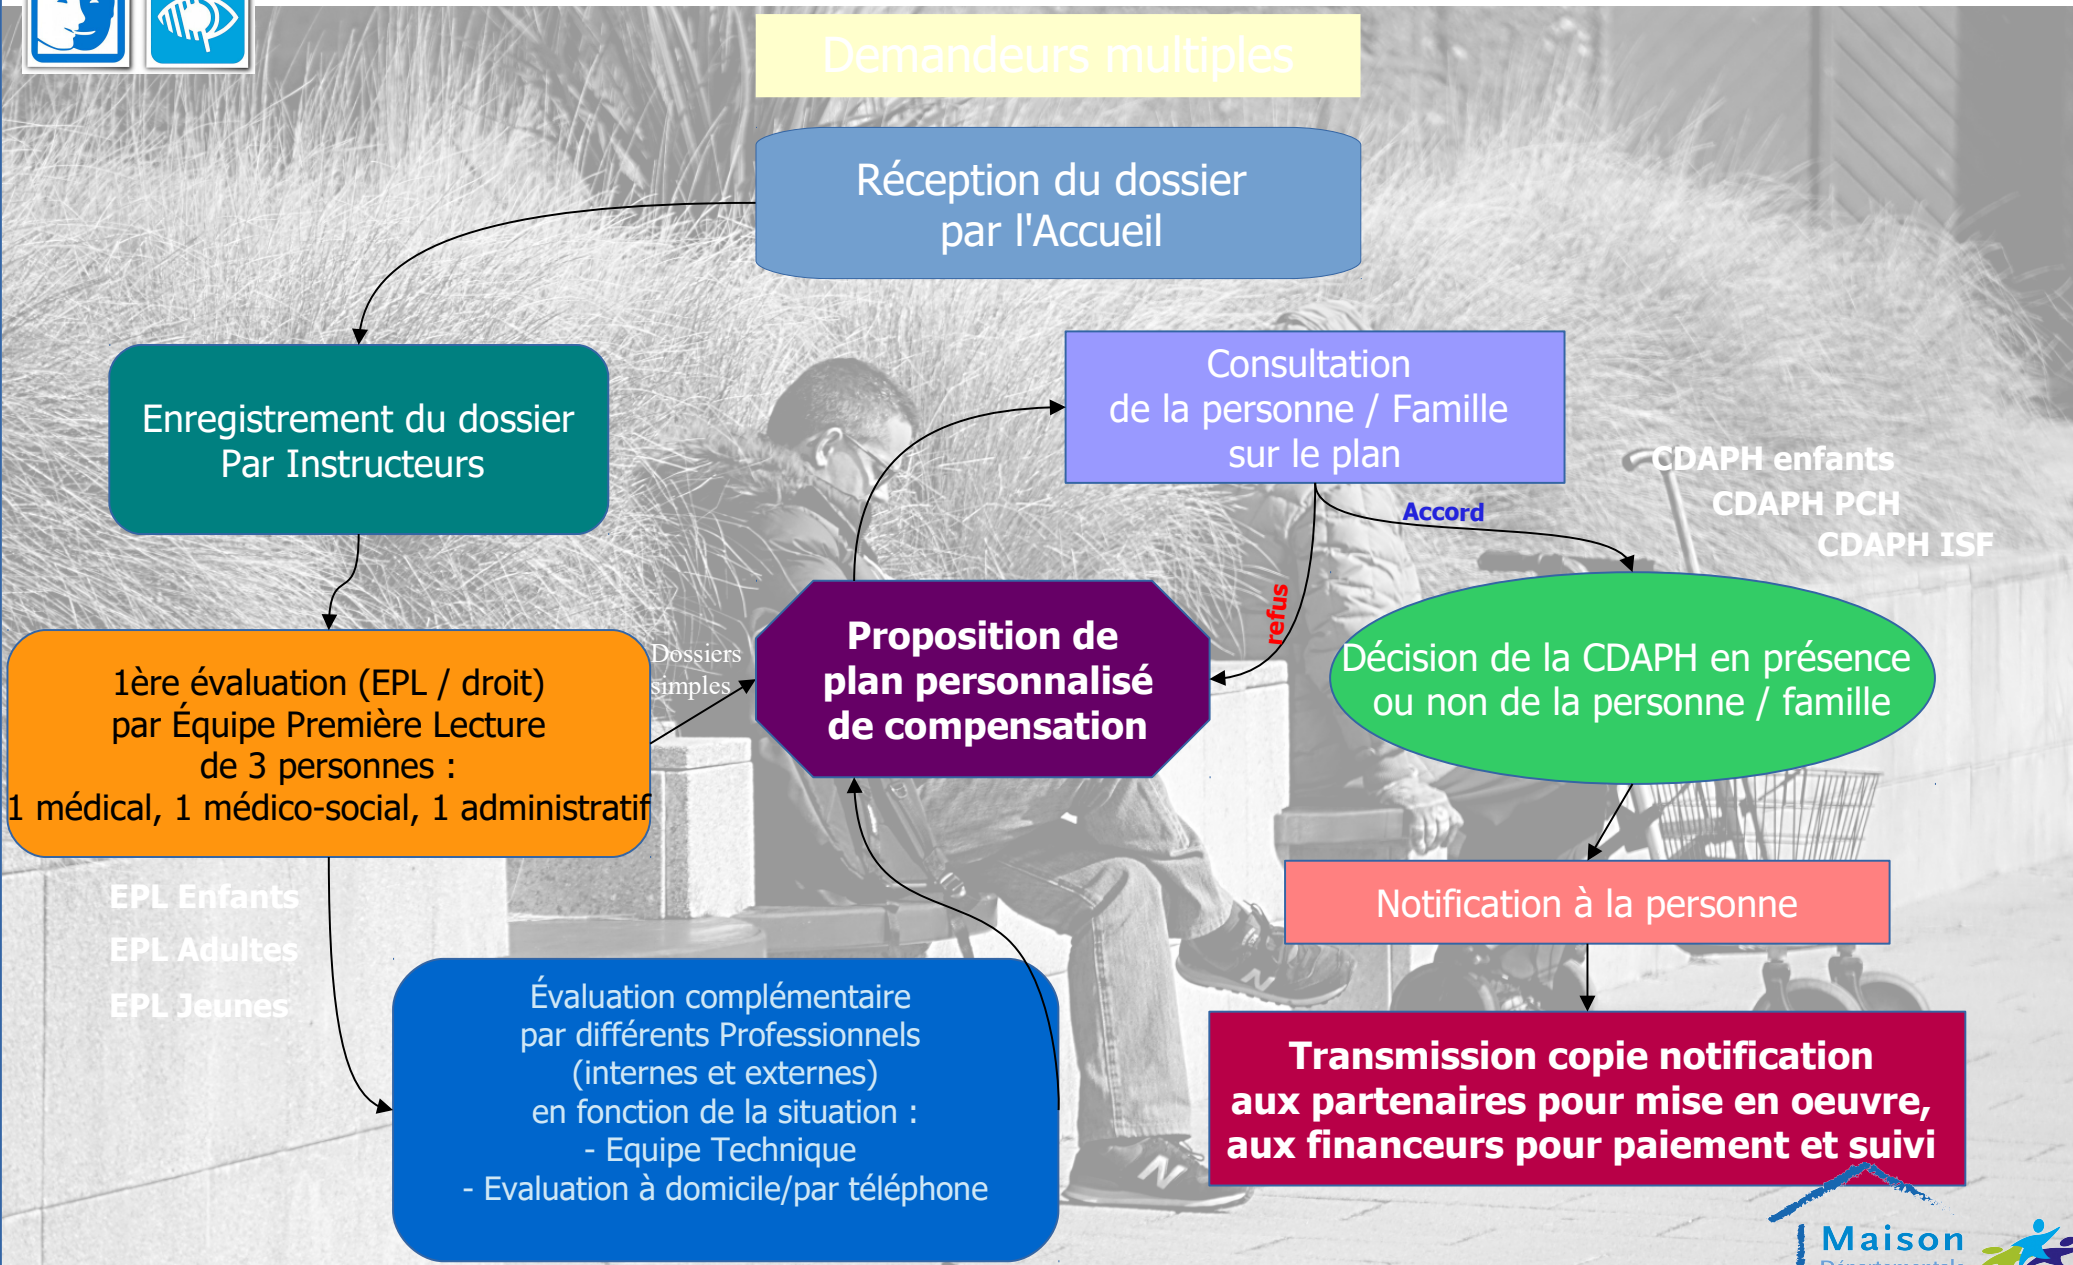 Demandeurs multiples
Réception du dossier
par l'Accueil
Enregistrement du dossier
Par Instructeurs
Consultation
de la personne / Famille
sur le plan
Accord
refus
CDAPH enfants
CDAPH PCH
CDAPH ISF
1ère évaluation (EPL / droit)
par Équipe Première Lecture
de 3 personnes :
1 médical, 1 médico-social, 1 administratif
Dossiers
simples
Proposition de
plan personnalisé
de compensation
Décision de la CDAPH en présence
ou non de la personne / famille
EPL Enfants
EPL Adultes
EPL Jeunes
Notification à la personne
Évaluation complémentaire
par différents Professionnels
(internes et externes)
en fonction de la situation :
- Equipe Technique
- Evaluation à domicile/par téléphone
Transmission copie notification
aux partenaires pour mise en oeuvre,
aux financeurs pour paiement et suivi
Maison
Départementale
N
N